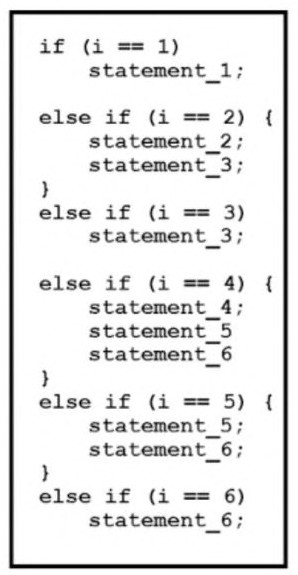 if (i == 1)
statement_1;
else if (i == 2) {
statement_2;
statement_3;
}
else if (i == 3)
statement_3;
else if (i == 4) {
statement_4;
statement_5
statement_6
}
else if (i == 5) {
statement_5;
statement_6;
}
else if (i == 6)
statement_6;